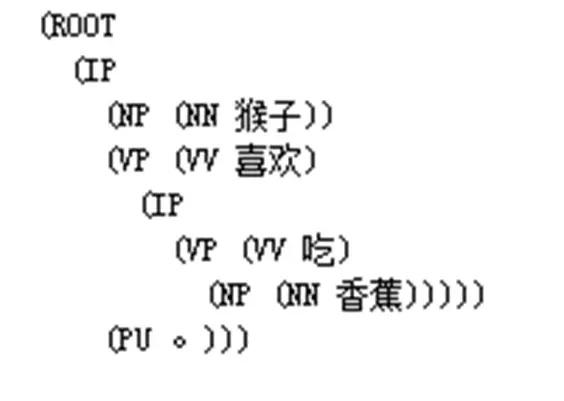 (ROOT
(IP
(NP (NN 猴子))
(VP (VV 喜欢)
(IP
(VP (VV 吃)
(NP (NN 香蕉)))))
(PU 。)))